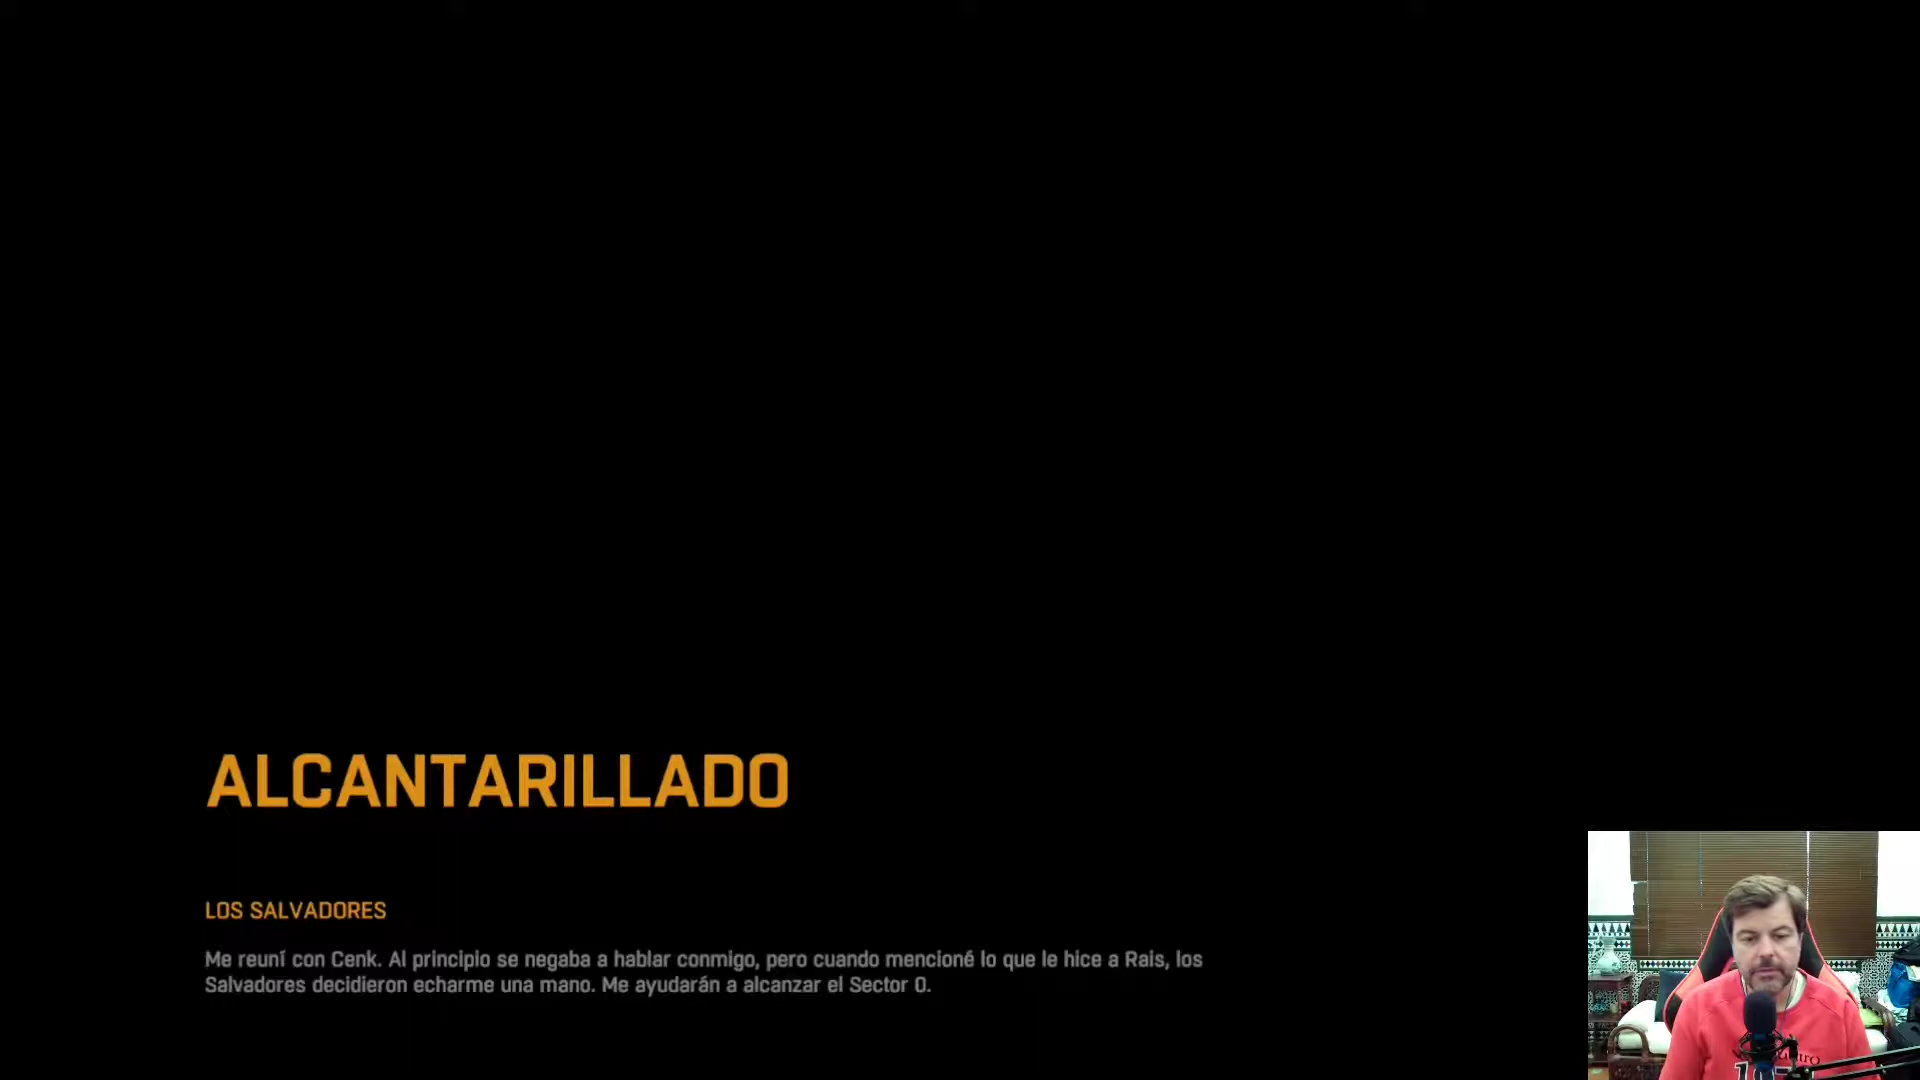 ALCANTARILLADO
LOS SALVADORES
Me reuní con Cenk. Al principio se negaba a hablar conmigo, pero cuando mencioné lo que le hice a Rais, los
Salvadores decidieron echarme una mano. Me ayudarán a alcanzar el Sector 0.